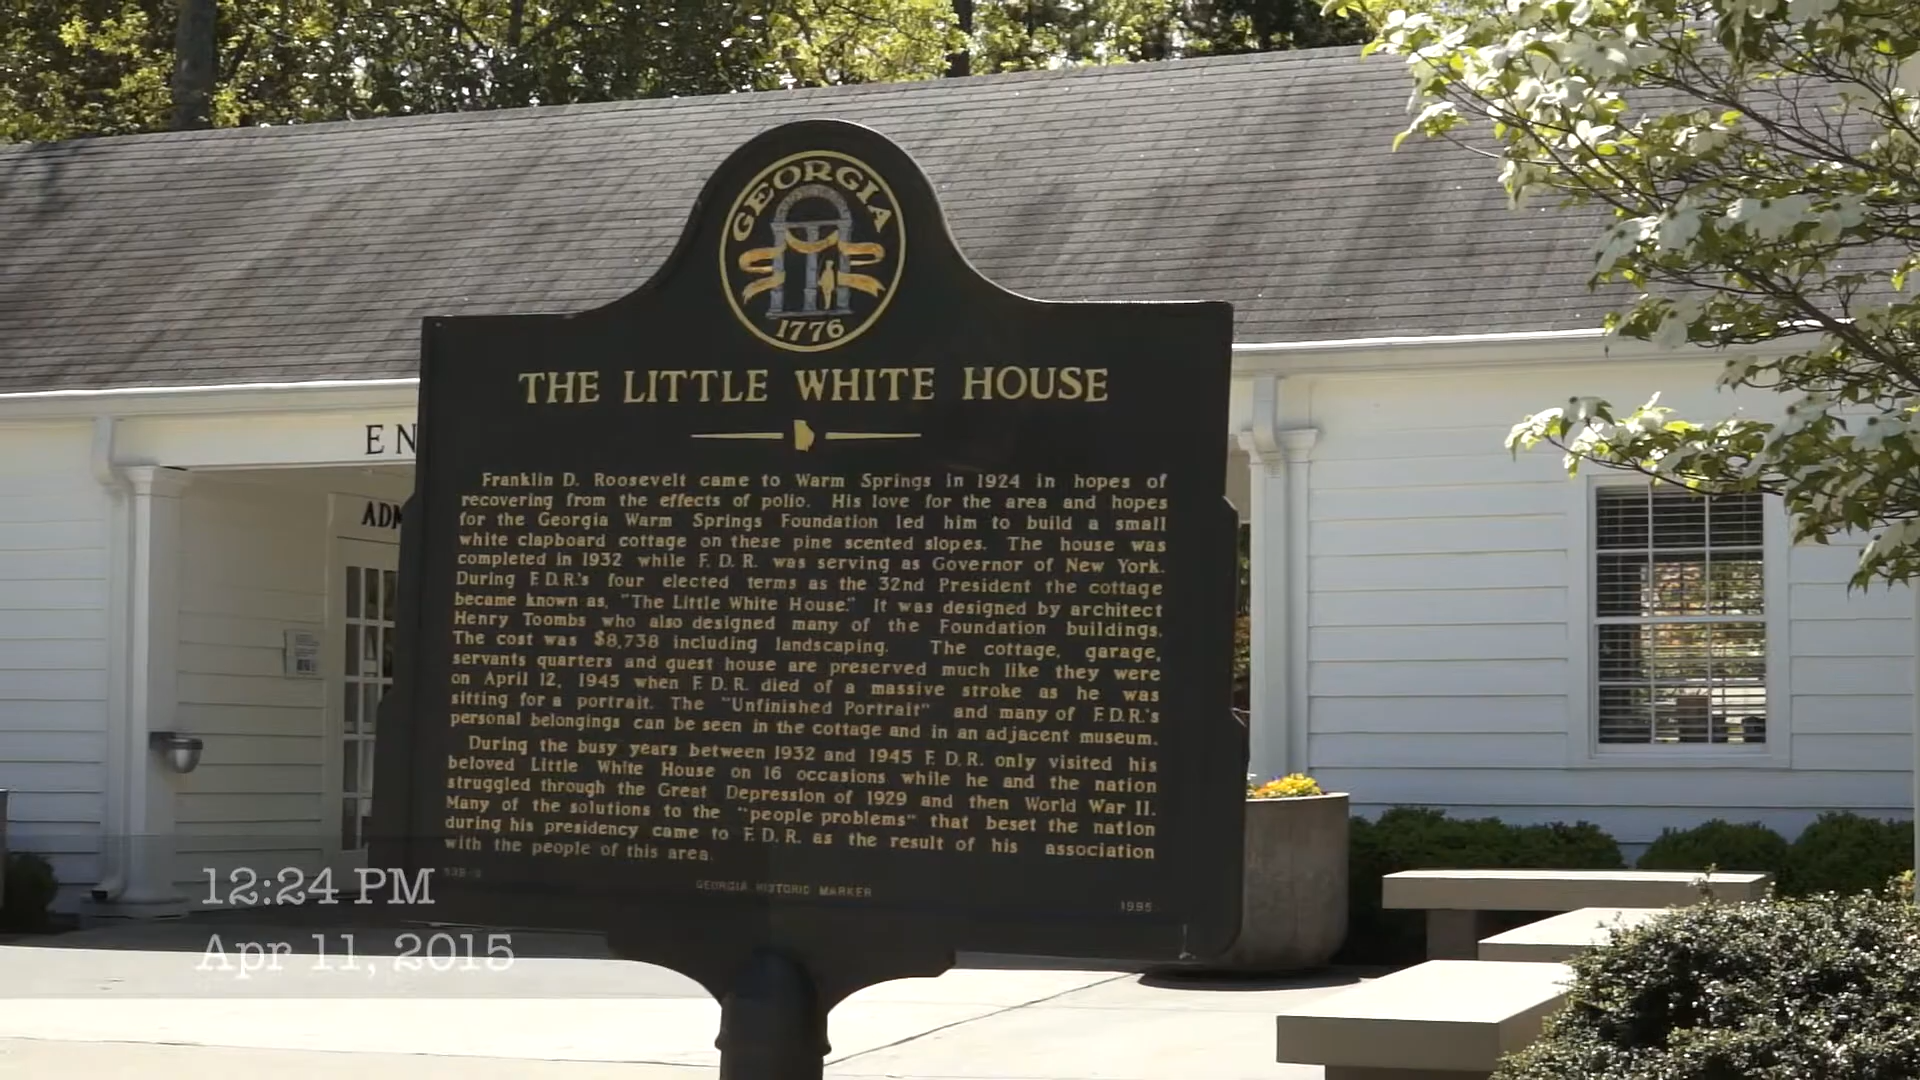 GEORGIA
1776
THE LITTLE WHITE HOUSE
EN
ADM
Franklin D. Roosevelt came to Warm Springs in 1924 in hopes of
recovering from the effects of polio. His love for the area and hopes
for the Georgia Warm Springs Foundation led him to build a small
white clapboard cottage on these pine scented slopes. The house was
completed in 1932 while F. D. R. was serving as Governor of New York.
During F.D.R.'s four elected terms as the 32nd President the cottage
became known as, "The Little White House." It was designed by architect
Henry Toombs who also designed many of the Foundation buildings.
The cost was $8,738 including landscaping. The cottage, garage,
servants quarters and guest house are preserved much like they were
on April 12, 1945 when F. D. R. died of a massive stroke as he was
sitting for a portrait. The "Unfinished Portrait" and many of F.D.R.'s
personal belongings can be seen in the cottage and in an adjacent museum.
During the busy years between 1932 and 1945 F. D. R. only visited his
beloved Little White House on 16 occasions while he and the nation
struggled through the Great Depression of 1929 and then World War II.
Many of the solutions to the "people problems" that beset the nation
during his presidency came to F. D. R. as the result of his association
with the people of this area.
GEORGIA HISTORIC MARKER
1995
12:24 PM
Apr 11, 2015